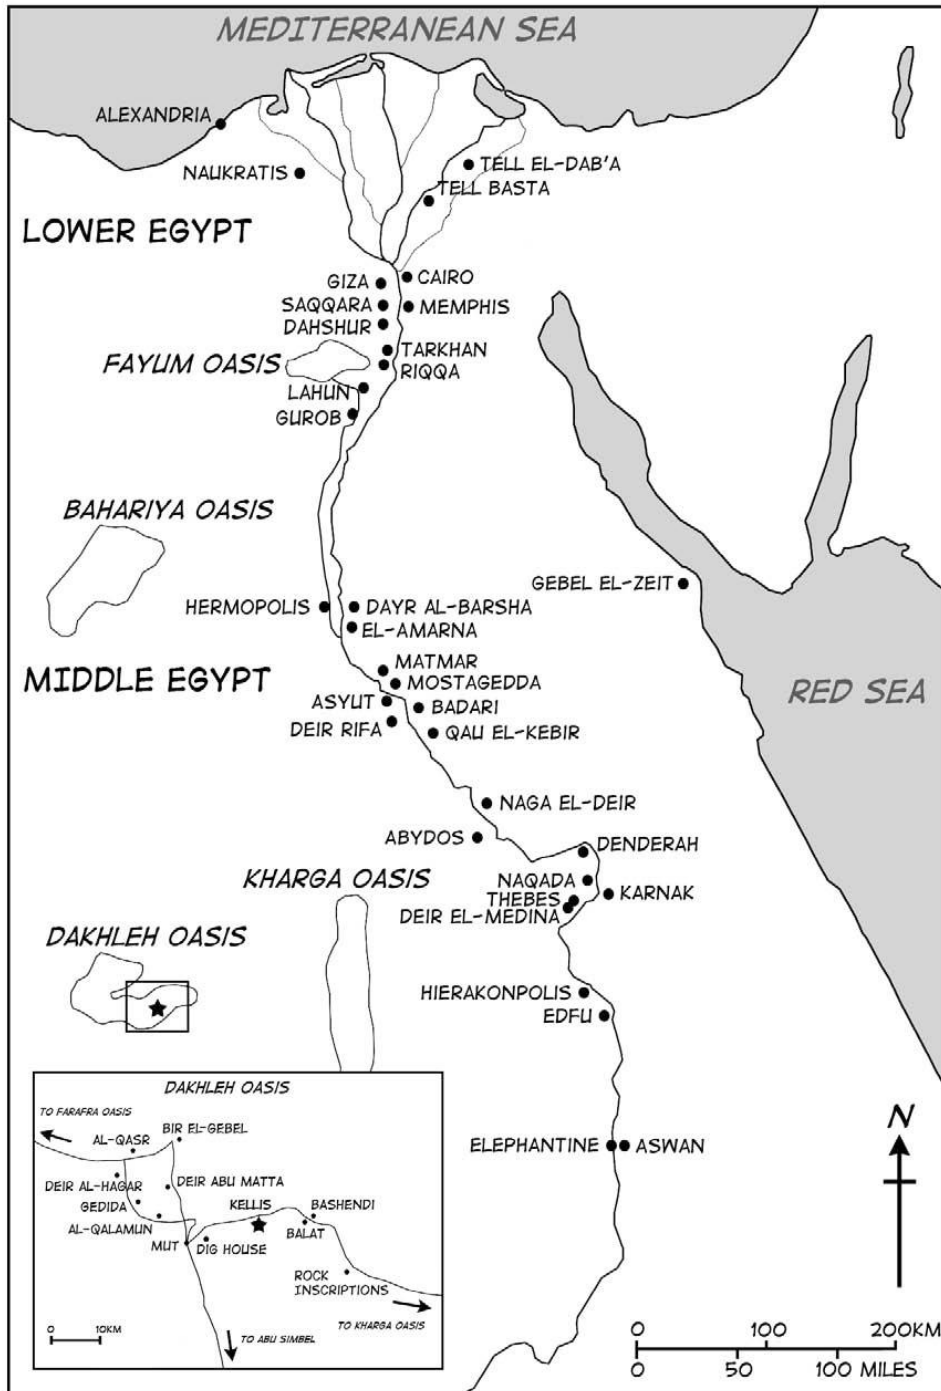 MEDITERRANEAN SEA
ALEXANDRIA
NAUKRATIS
TELL EL-DAB'A
TELL BASTA
LOWER EGYPT
GIZA
CAIRO
SAQQARA
MEMPHIS
DAHSHUR
TARKHAN
FAYUM OASIS
RIQQA
LAHUN
GUROB
BAHARIYA OASIS
GEBEL EL-ZEIT
HERMOPOLIS
DAYR AL-BARSHA
EL-AMARNA
MATMAR
MIDDLE EGYPT
MOSTAGEDDA
RED SEA
ASYUT
BADARI
DEIR RIFA
QAU EL-KEBIR
NAGA EL-DEIR
ABYDOS
DENDERAH
KHARGA OASIS
NAQADA
KARNAK
THEBES
DEIR EL-MEDINA
DAKHLEH OASIS
HIERAKONPOLIS
EDFU
DAKHLEH OASIS
TO FARAFRA OASIS
BIR EL-GEBEL
AL-QASR
DEIR AL-HAGAR
DEIR ABU MATTA
GEDIDA
KELLIS
BASHENDI
AL-QALAMUN
BALAT
MUT
DIG HOUSE
ROCK
INSCRIPTIONS
TO KHARGA OASIS
TO ABU SIMBEL
0 10KM
N
ELEPHANTINE
ASWAN
0 100 200KM
0 50 100 MILES